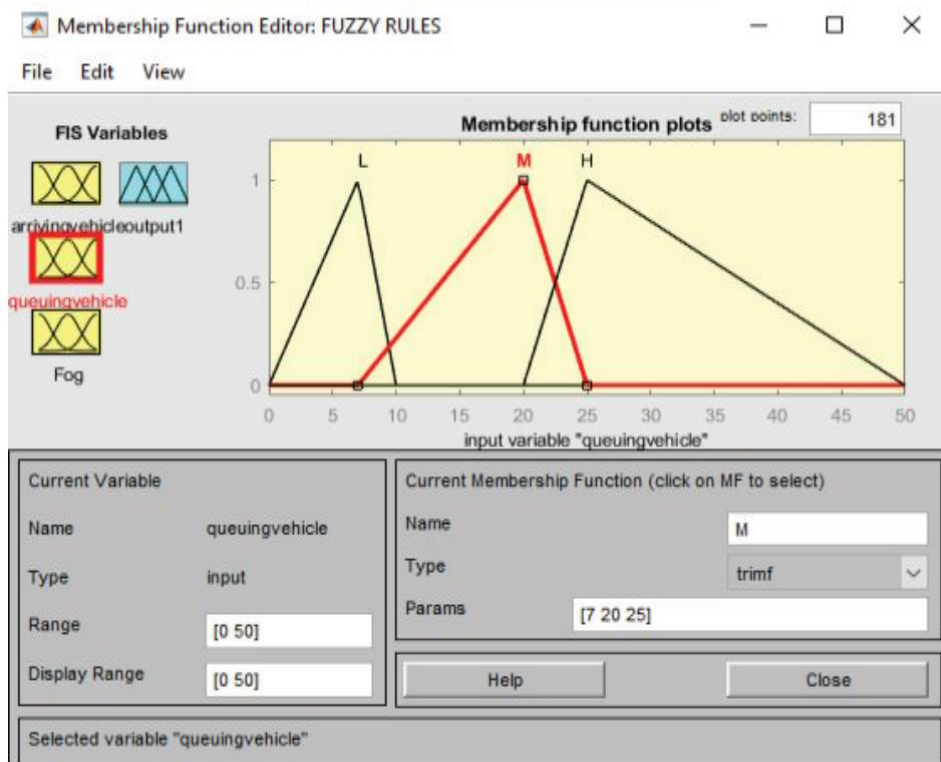 Membership Function Editor: FUZZY RULES
File Edit View
FIS Variables
Membership function plots plot points: 181
L M H
arrivingvehicle output1
queuingvehicle
Fog
1
0.5
0
0 5 10 15 20 25 30 35 40 45 50
input variable "queuingvehicle"
Current Variable
Name queuingvehicle
Type input
Range [0 50]
Display Range [0 50]
Current Membership Function (click on MF to select)
Name M
Type trimf
Params [7 20 25]
Help Close
Selected variable "queuingvehicle"